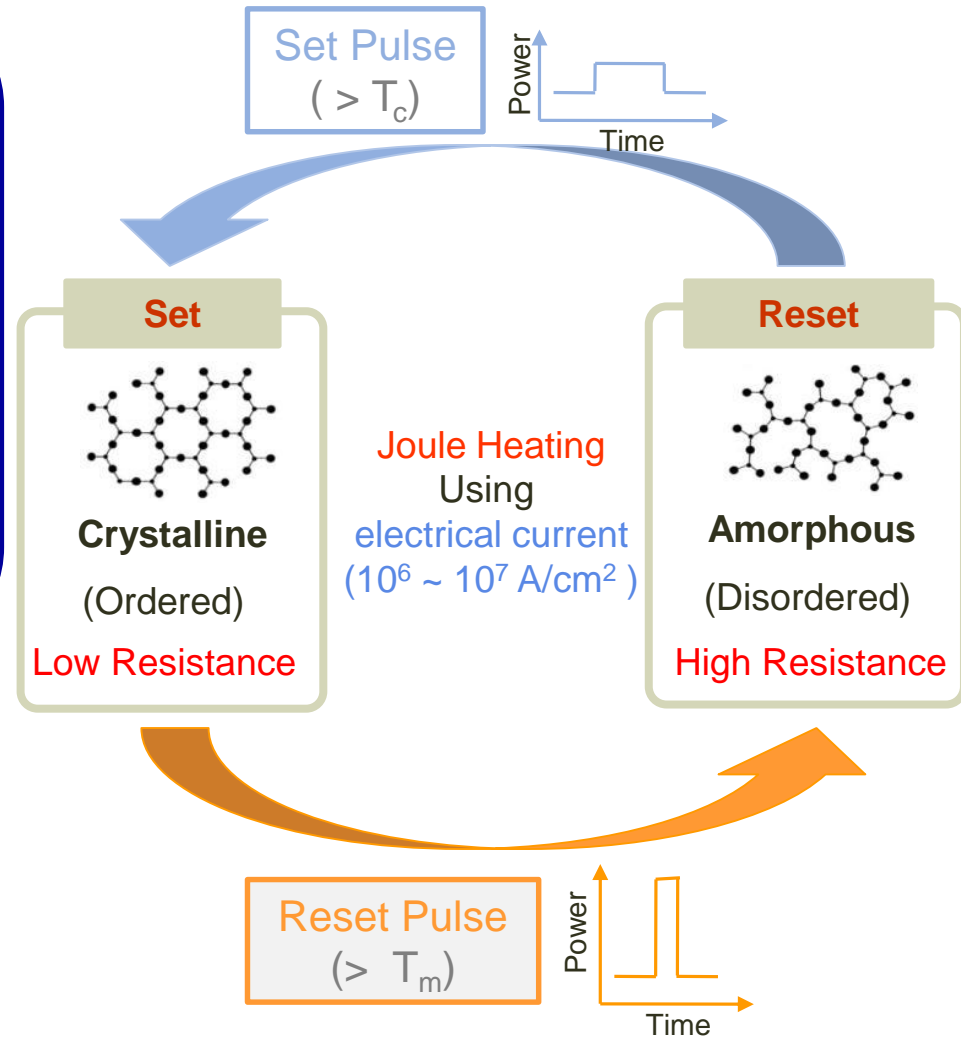 Set Pulse
( > Tc)
Power
Time
Set
Reset
Crystalline
(Ordered)
Low Resistance
Joule Heating
Using
electrical current
(10⁶ ~ 10⁷ A/cm² )
Amorphous
(Disordered)
High Resistance
Reset Pulse
(> Tm)
Power
Time